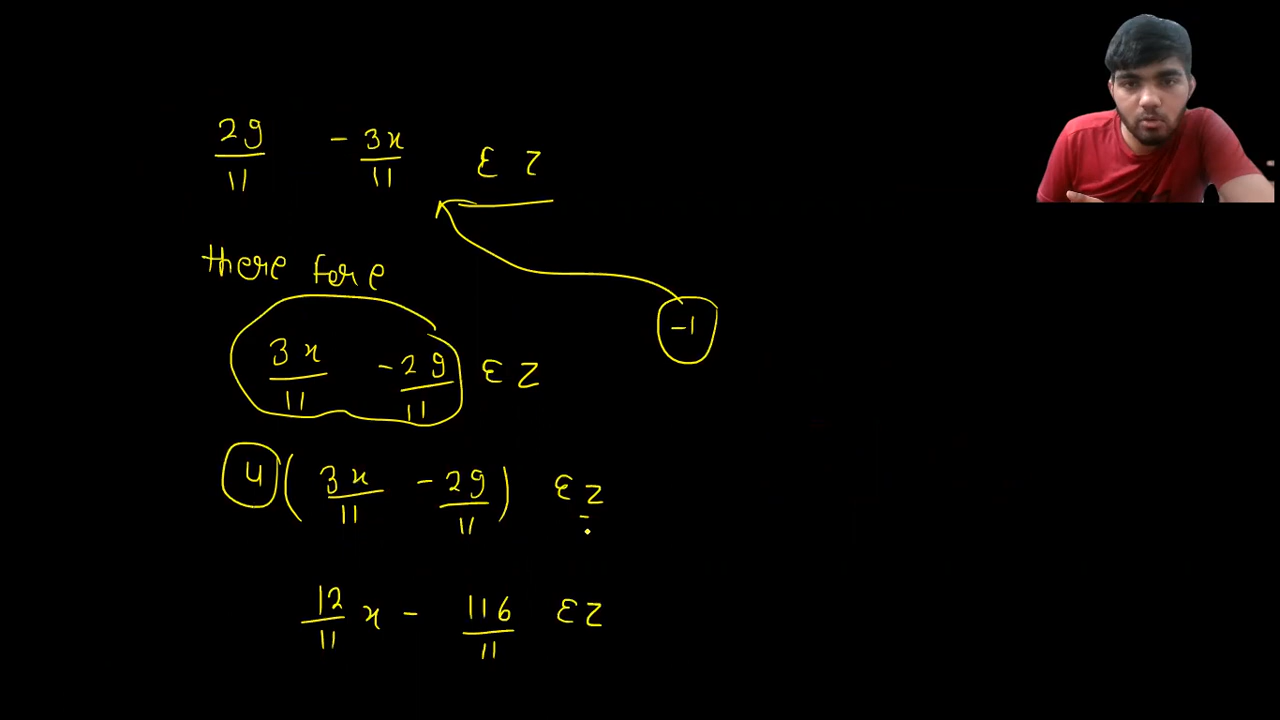 29/11 - 3x/11 ε Z
there fore
-1
3x/11 - 29/11 ε Z
4 ( 3x/11 - 29/11 ) ε Z
12/11 x - 116/11 ε Z